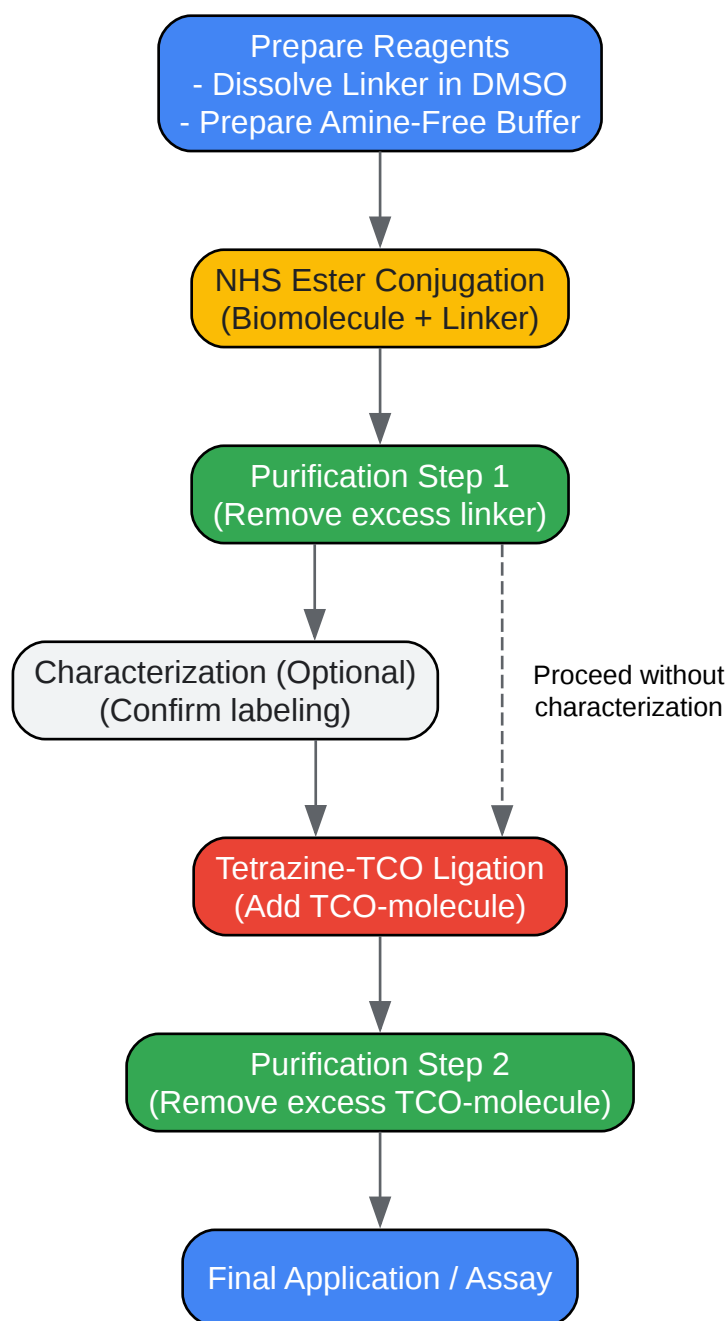 Prepare Reagents
- Dissolve Linker in DMSO
- Prepare Amine-Free Buffer
NHS Ester Conjugation
(Biomolecule + Linker)
Purification Step 1
(Remove excess linker)
Characterization (Optional)
(Confirm labeling)
Proceed without
characterization
Tetrazine-TCO Ligation
(Add TCO-molecule)
Purification Step 2
(Remove excess TCO-molecule)
Final Application / Assay